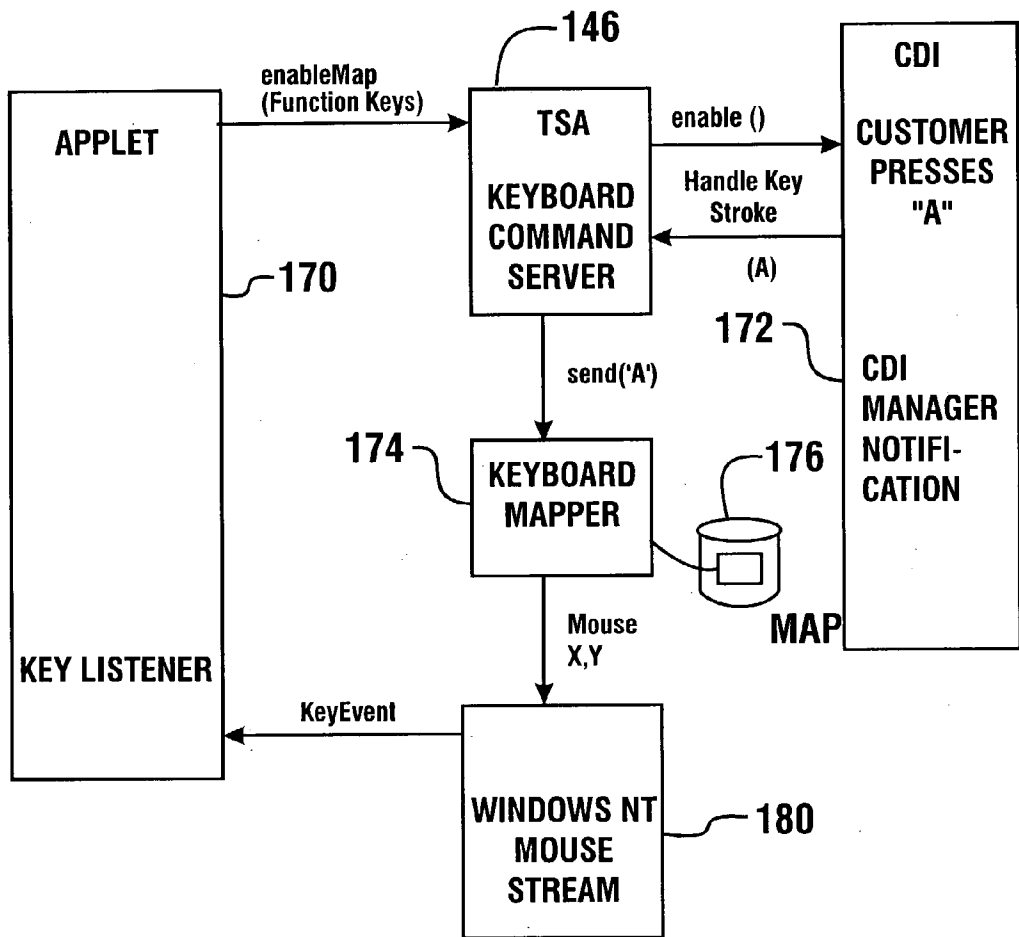 146
enableMap
(Function Keys)
APPLET
TSA
KEYBOARD
COMMAND
SERVER
enable ()
Handle Key
Stroke
(A)
CDI
CUSTOMER
PRESSES
"A"
170
172
CDI
MANAGER
NOTIFI-
CATION
send('A')
174
KEYBOARD
MAPPER
176
MAP
Mouse
X,Y
KEY LISTENER
KeyEvent
WINDOWS NT
MOUSE
STREAM
180